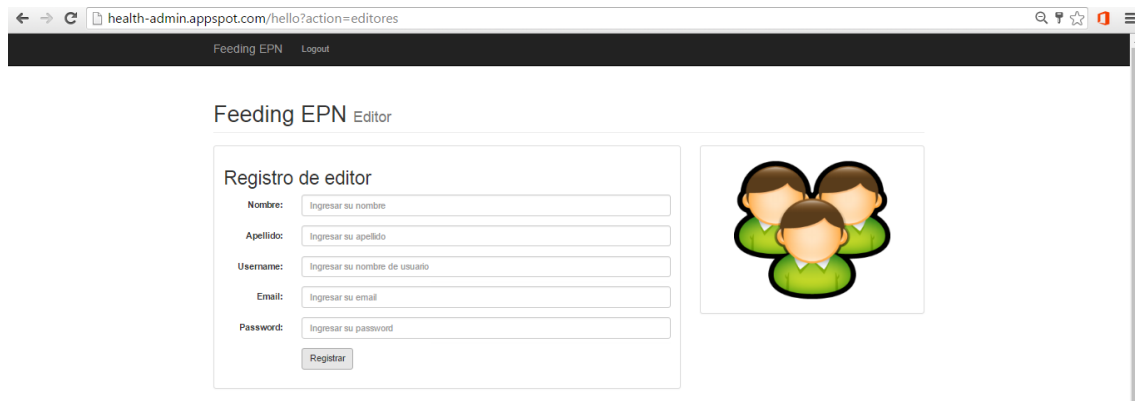 health-admin.appspot.com/hello?action=editores
Feeding EPN Logout
Feeding EPN Editor
Registro de editor
Nombre: Ingresar su nombre
Apellido: Ingresar su apellido
Username: Ingresar su nombre de usuario
Email: Ingresar su email
Password: Ingresar su password
Registrar